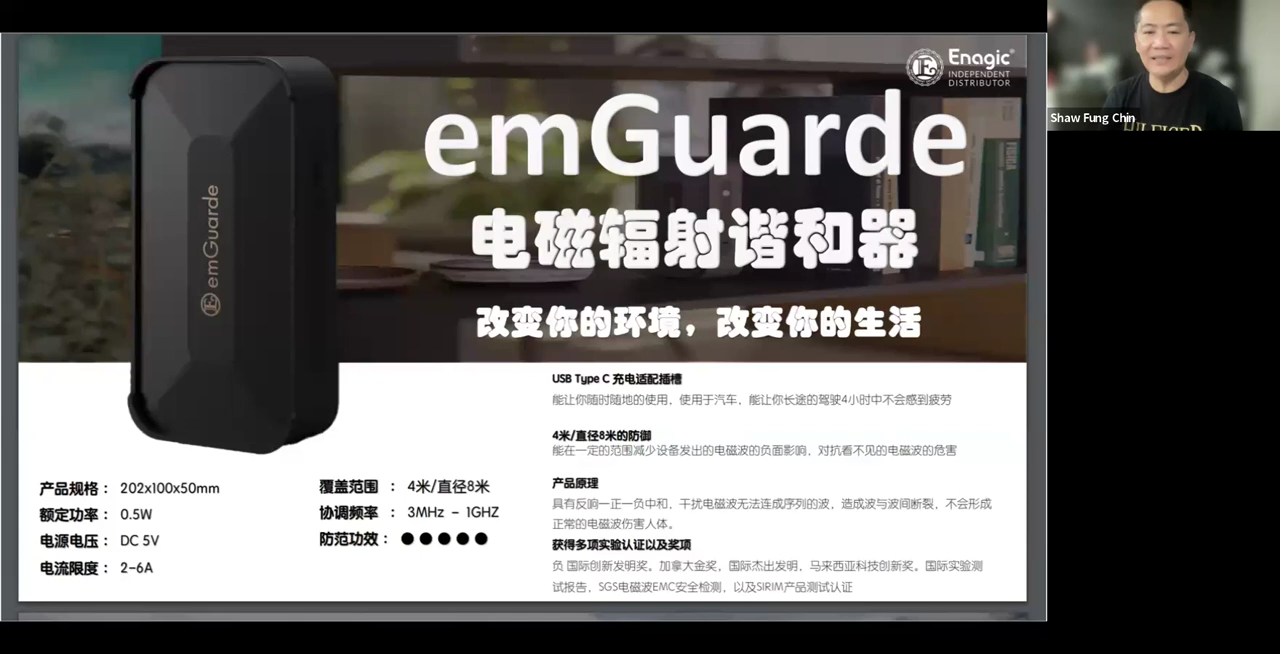 Enagic®
INDEPENDENT
DISTRIBUTOR
Shaw Fung Chin
emGuarde
电磁辐射谐和器
改变你的环境，改变你的生活
E emGuarde
USB Type C 充电适配插槽
能让你随时随地的使用，使用于汽车，能让你长途的驾驶4小时中不会感到疲劳
4米/直径8米的防御
能在一定的范围减少设备发出的电磁波的负面影响，对抗看不见的电磁波的危害
产品原理
具有反响一正一负中和，干扰电磁波无法连成序列的波，造成波与波间断裂，不会形成
正常的电磁波伤害人体。
获得多项实验认证以及奖项
负 国际创新发明奖。加拿大金奖，国际杰出发明，马来西亚科技创新奖。国际实验测
试报告，SGS电磁波EMC安全检测，以及SIRIM产品测试认证
产品规格： 202x100x50mm
额定功率： 0.5W
电源电压： DC 5V
电流限度： 2-6A
覆盖范围 ： 4米/直径8米
协调频率 ： 3MHz - 1GHZ
防范功效： ●●●●●